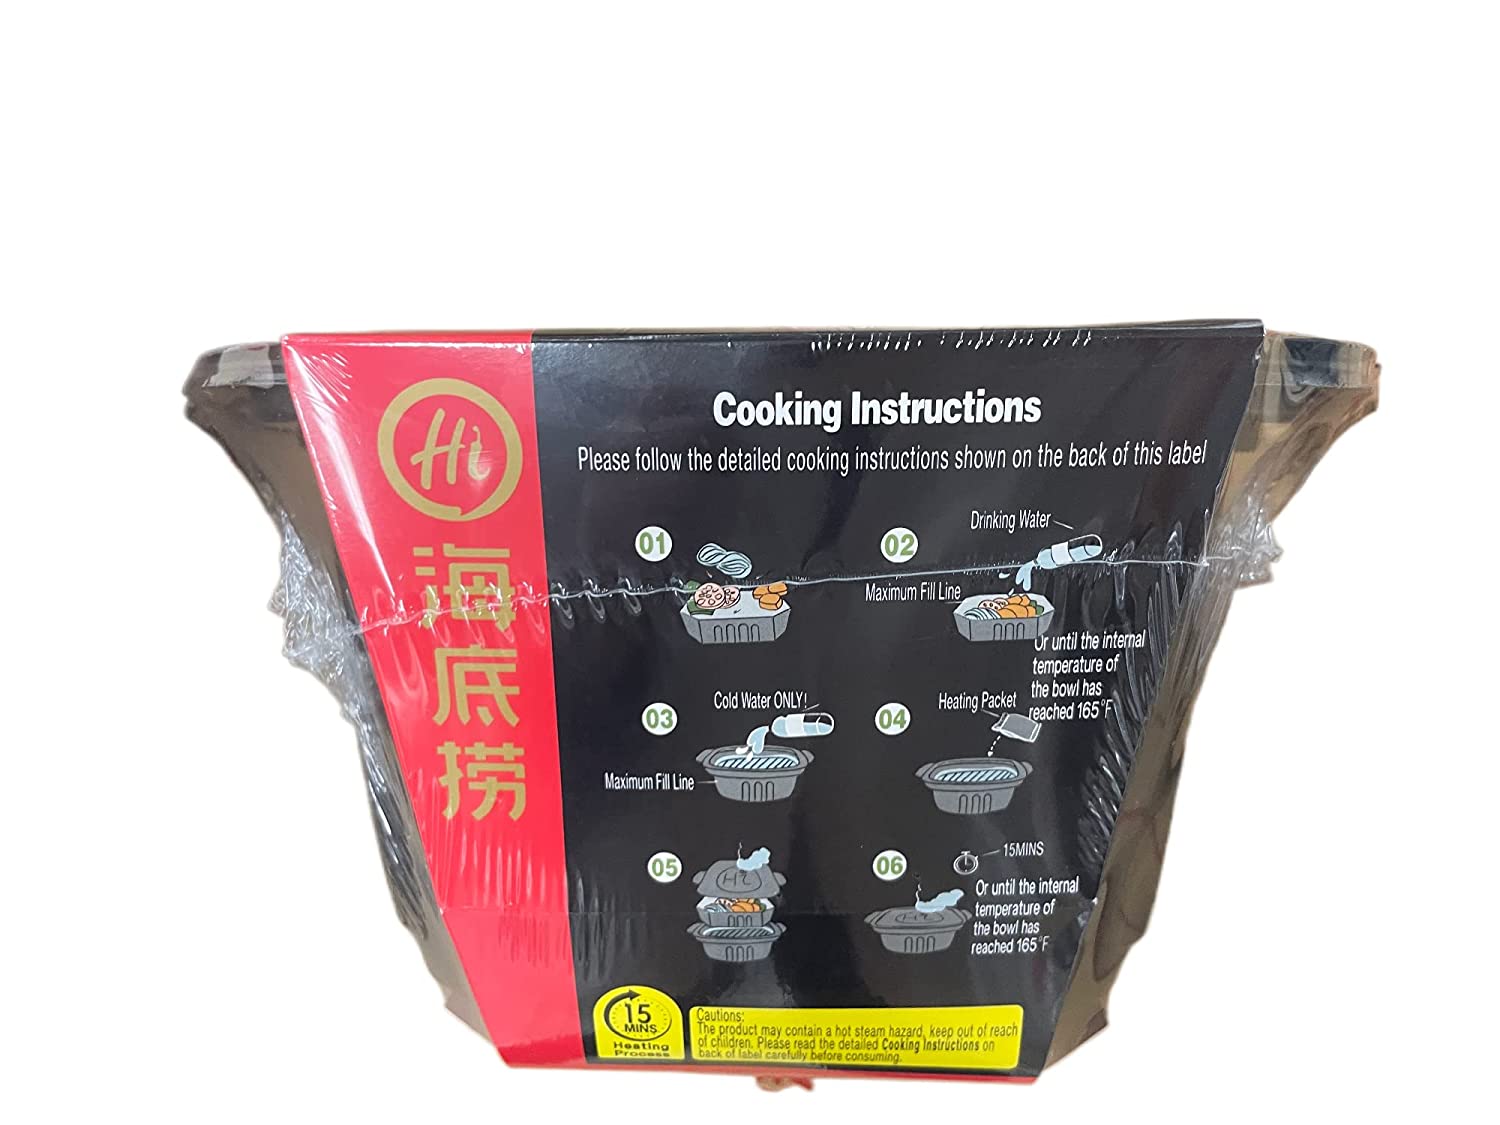 Hi
海
底
捞
Cooking Instructions
Please follow the detailed cooking instructions shown on the back of this label
01
02
Drinking Water
Maximum Fill Line
Or until the internal
temperature of
the bowl has
reached 165°F
03
Cold Water ONLY!
Maximum Fill Line
04
Heating Packet
05
Hi
06
15MINS
Hi
Or until the internal
temperature of
the bowl has
reached 165°F
15
MINS
Heating
Process
Cautions:
The product may contain a hot steam hazard, keep out of reach
of children. Please read the detailed Cooking Instructions on
back of label carefully before consuming.